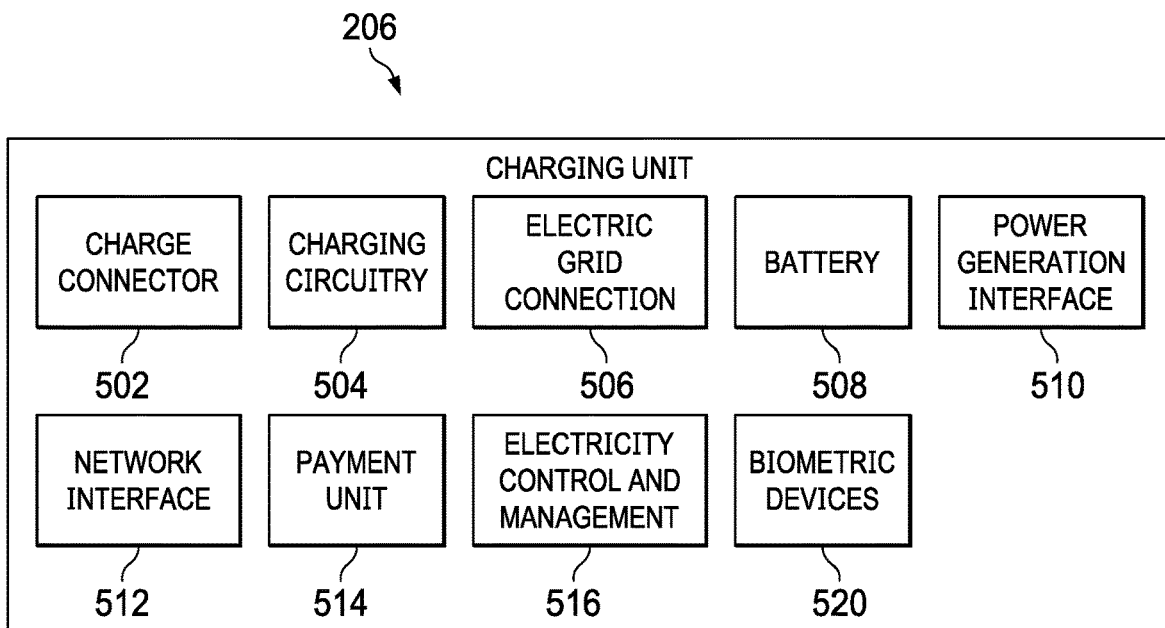 206
CHARGING UNIT
CHARGE
CONNECTOR
502
CHARGING
CIRCUITRY
504
ELECTRIC
GRID
CONNECTION
506
BATTERY
508
POWER
GENERATION
INTERFACE
510
NETWORK
INTERFACE
512
PAYMENT
UNIT
514
ELECTRICITY
CONTROL AND
MANAGEMENT
516
BIOMETRIC
DEVICES
520